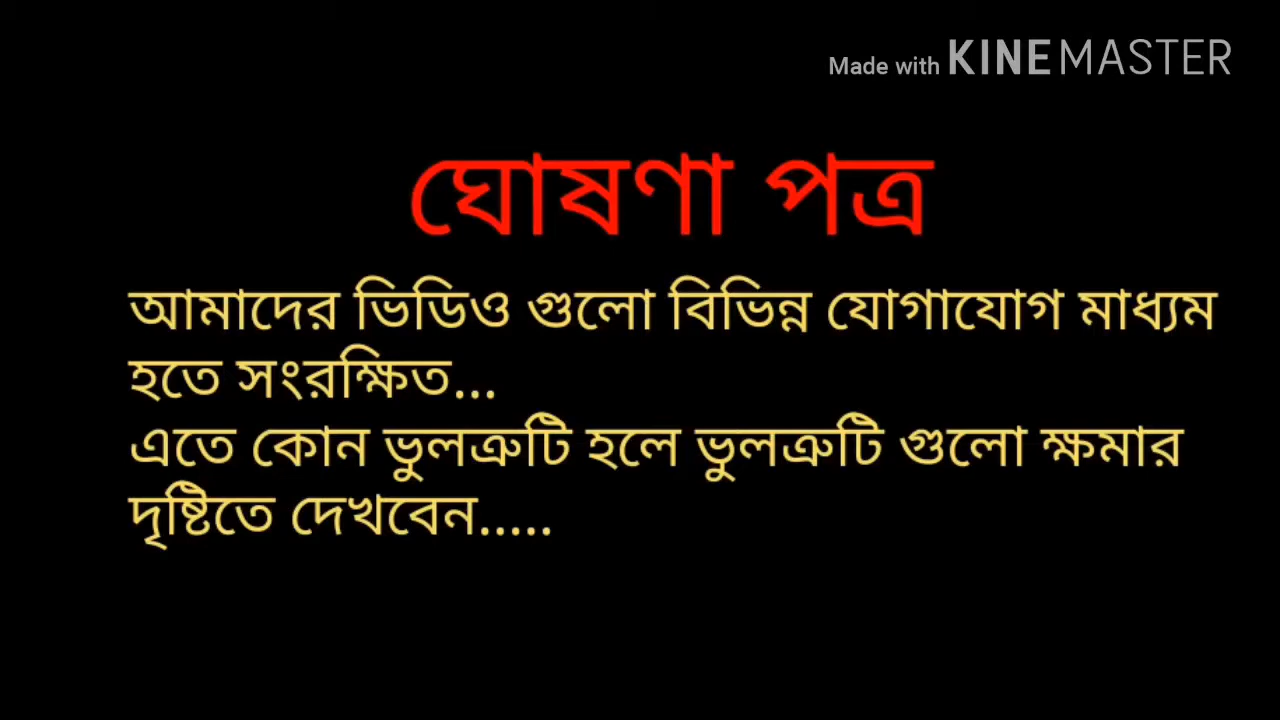 Made with KINEMASTER
ঘোষণা পত্র
আমাদের ভিডিও গুলো বিভিন্ন যোগাযোগ মাধ্যম
হতে সংরক্ষিত...
এতে কোন ভুলত্রুটি হলে ভুলত্রুটি গুলো ক্ষমার
দৃষ্টিতে দেখবেন.....